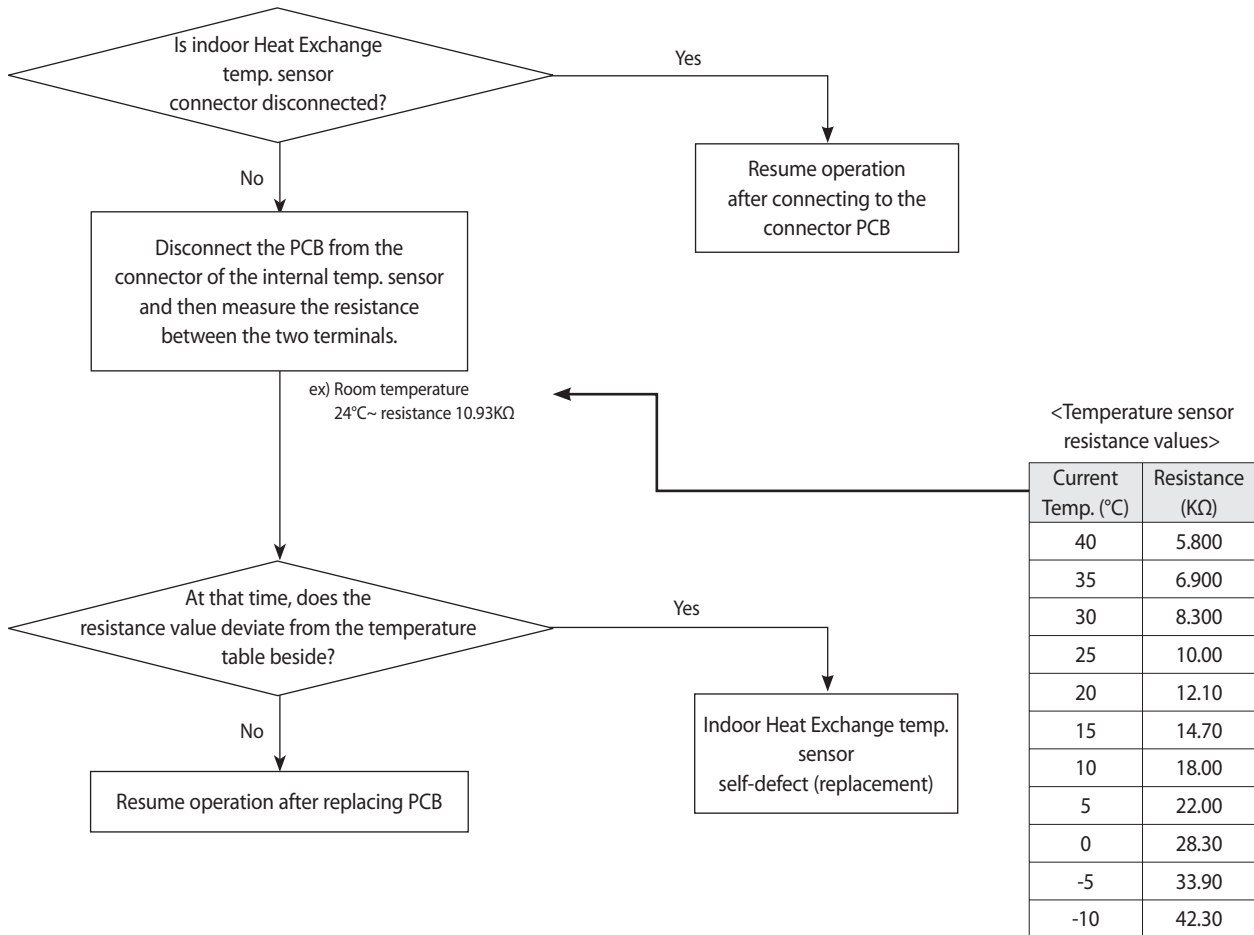 Is indoor Heat Exchange
temp. sensor
connector disconnected?
Yes
No
Resume operation
after connecting to the
connector PCB
Disconnect the PCB from the
connector of the internal temp. sensor
and then measure the resistance
between the two terminals.
ex) Room temperature
24°C~ resistance 10.93KΩ
<Temperature sensor
resistance values>
Current Resistance
Temp. (°C) (KΩ)
40 5.800
35 6.900
30 8.300
25 10.00
20 12.10
15 14.70
10 18.00
5 22.00
0 28.30
-5 33.90
-10 42.30
At that time, does the
resistance value deviate from the temperature
table beside?
Yes
No
Indoor Heat Exchange temp.
sensor
self-defect (replacement)
Resume operation after replacing PCB